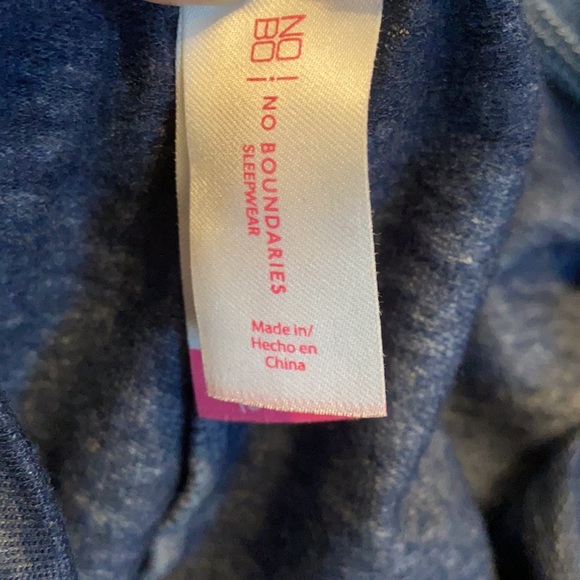 NO!
BO!
NO BOUNDARIES
SLEEPWEAR
Made in/
Hecho en
China